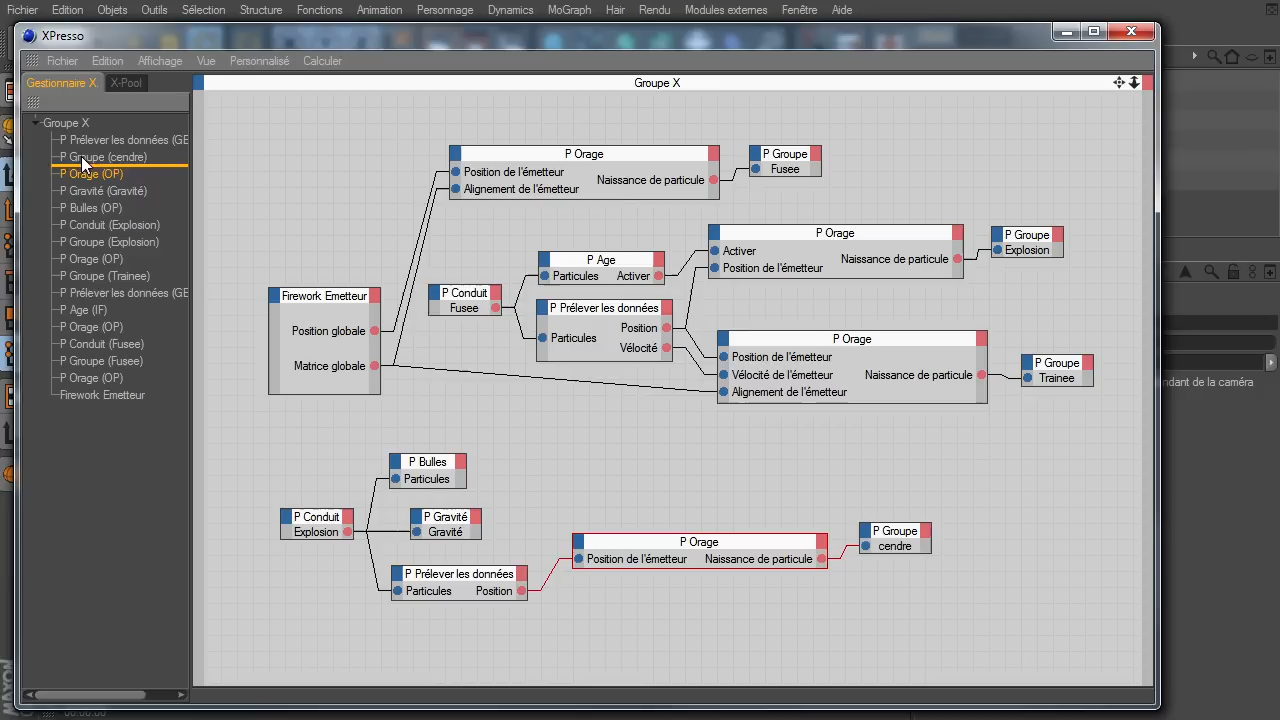 Fichier Edition Objets Outils Sélection Structure Fonctions Animation Personnage Dynamics MoGraph Hair Rendu Modules externes Fenêtre Aide
XPresso
Fichier Edition Affichage Vue Personnalisé Calculer
Gestionnaire X. X-Pool
Groupe X
P Prélever les données (GE
P Groupe (cendre)
P Orage (OP)
P Gravité (Gravité)
P Bulles (OP)
P Conduit (Explosion)
P Groupe (Explosion)
P Orage (OP)
P Groupe (Trainee)
P Prélever les données (GE
P Age (IF)
P Orage (OP)
P Conduit (Fusee)
P Groupe (Fusee)
P Orage (OP)
Firework Emetteur
Groupe X
P Orage
Position de l'émetteur
Alignement de l'émetteur
Naissance de particule
P Groupe
Fusee
P Orage
Activer
Position de l'émetteur
Naissance de particule
P Groupe
Explosion
P Age
Particules Activer
P Conduit
Fusee
Firework Emetteur
Position globale
Matrice globale
P Prélever les données
Position
Particules
Vélocité
P Orage
Position de l'émetteur
Vélocité de l'émetteur
Alignement de l'émetteur
Naissance de particule
P Groupe
Trainee
P Bulles
Particules
P Conduit
Explosion
P Gravité
Gravité
P Prélever les données
Particules Position
P Orage
Position de l'émetteur Naissance de particule
P Groupe
cendre
ndant de la caméra
MAXON
00:00:00